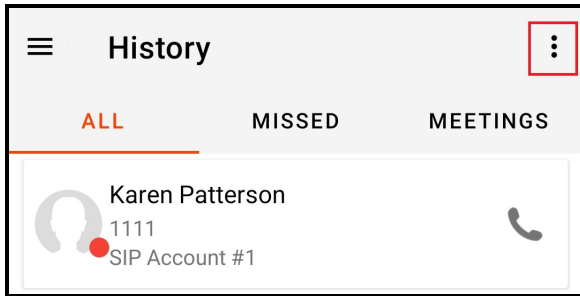 History
ALL MISSED MEETINGS
Karen Patterson
1111
SIP Account #1